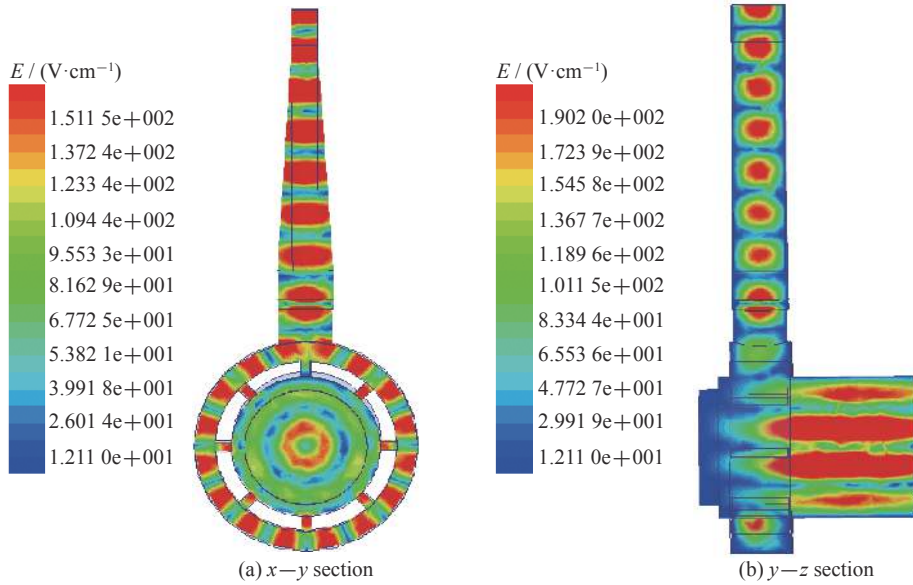 E / (V·cm⁻¹)
1.511 5e+002
1.372 4e+002
1.233 4e+002
1.094 4e+002
9.553 3e+001
8.162 9e+001
6.772 5e+001
5.382 1e+001
3.991 8e+001
2.601 4e+001
1.211 0e+001
(a) x—y section
E / (V·cm⁻¹)
1.902 0e+002
1.723 9e+002
1.545 8e+002
1.367 7e+002
1.189 6e+002
1.011 5e+002
8.334 4e+001
6.553 6e+001
4.772 7e+001
2.991 9e+001
1.211 0e+001
(b) y—z section